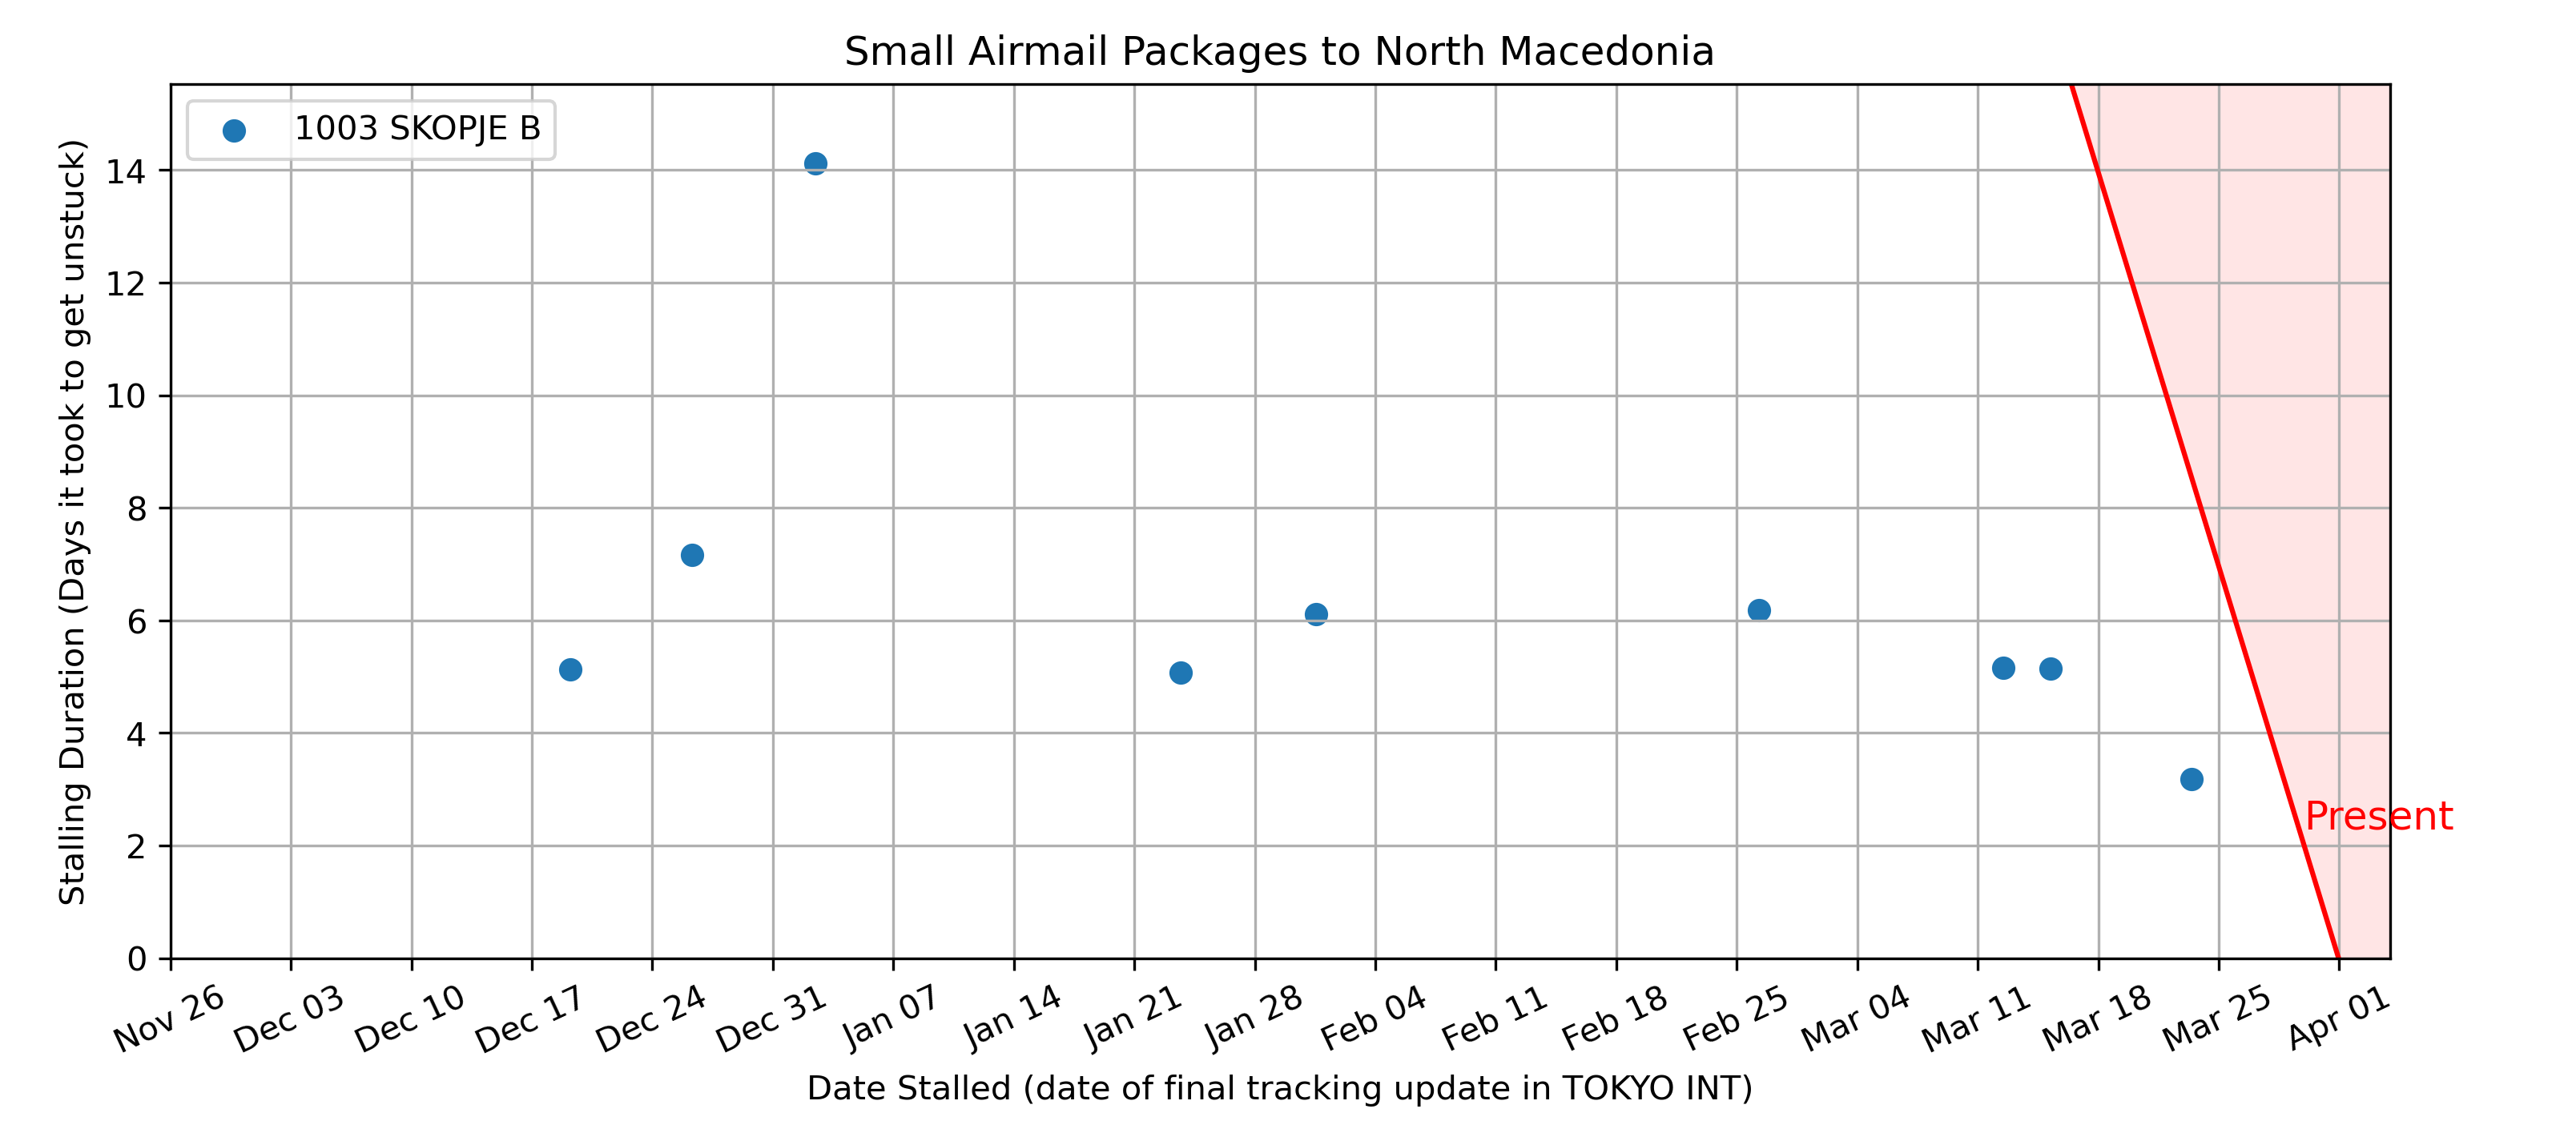 Small Airmail Packages to North Macedonia
1003 SKOPJE B
Stalling Duration (Days it took to get unstuck)
14
12
10
8
6
4
2
0
Present
Nov 26
Dec 03
Dec 10
Dec 17
Dec 24
Dec 31
Jan 07
Jan 14
Jan 21
Jan 28
Feb 04
Feb 11
Feb 18
Feb 25
Mar 04
Mar 11
Mar 18
Mar 25
Apr 01
Date Stalled (date of final tracking update in TOKYO INT)